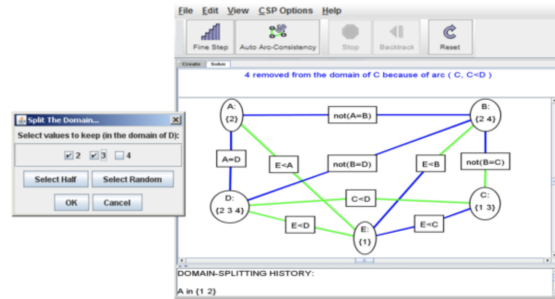 File Edit View CSP Options Help
Fine Step Auto Arc-Consistency Stop Backtrack Reset
Create Solve
4 removed from the domain of C because of arc ( C, C<D )
Split The Domain...
Select values to keep (in the domain of D):
2 3 4
Select Half Select Random
OK Cancel
A:
{2}
not(A=B)
B:
{2 4}
A=D
E<A
not(B=D)
E<B
not(B=C)
D:
{2 3 4}
C<D
C:
{1 3}
E<D
E:
{1}
E<C
DOMAIN-SPLITTING HISTORY:
A in {1 2}